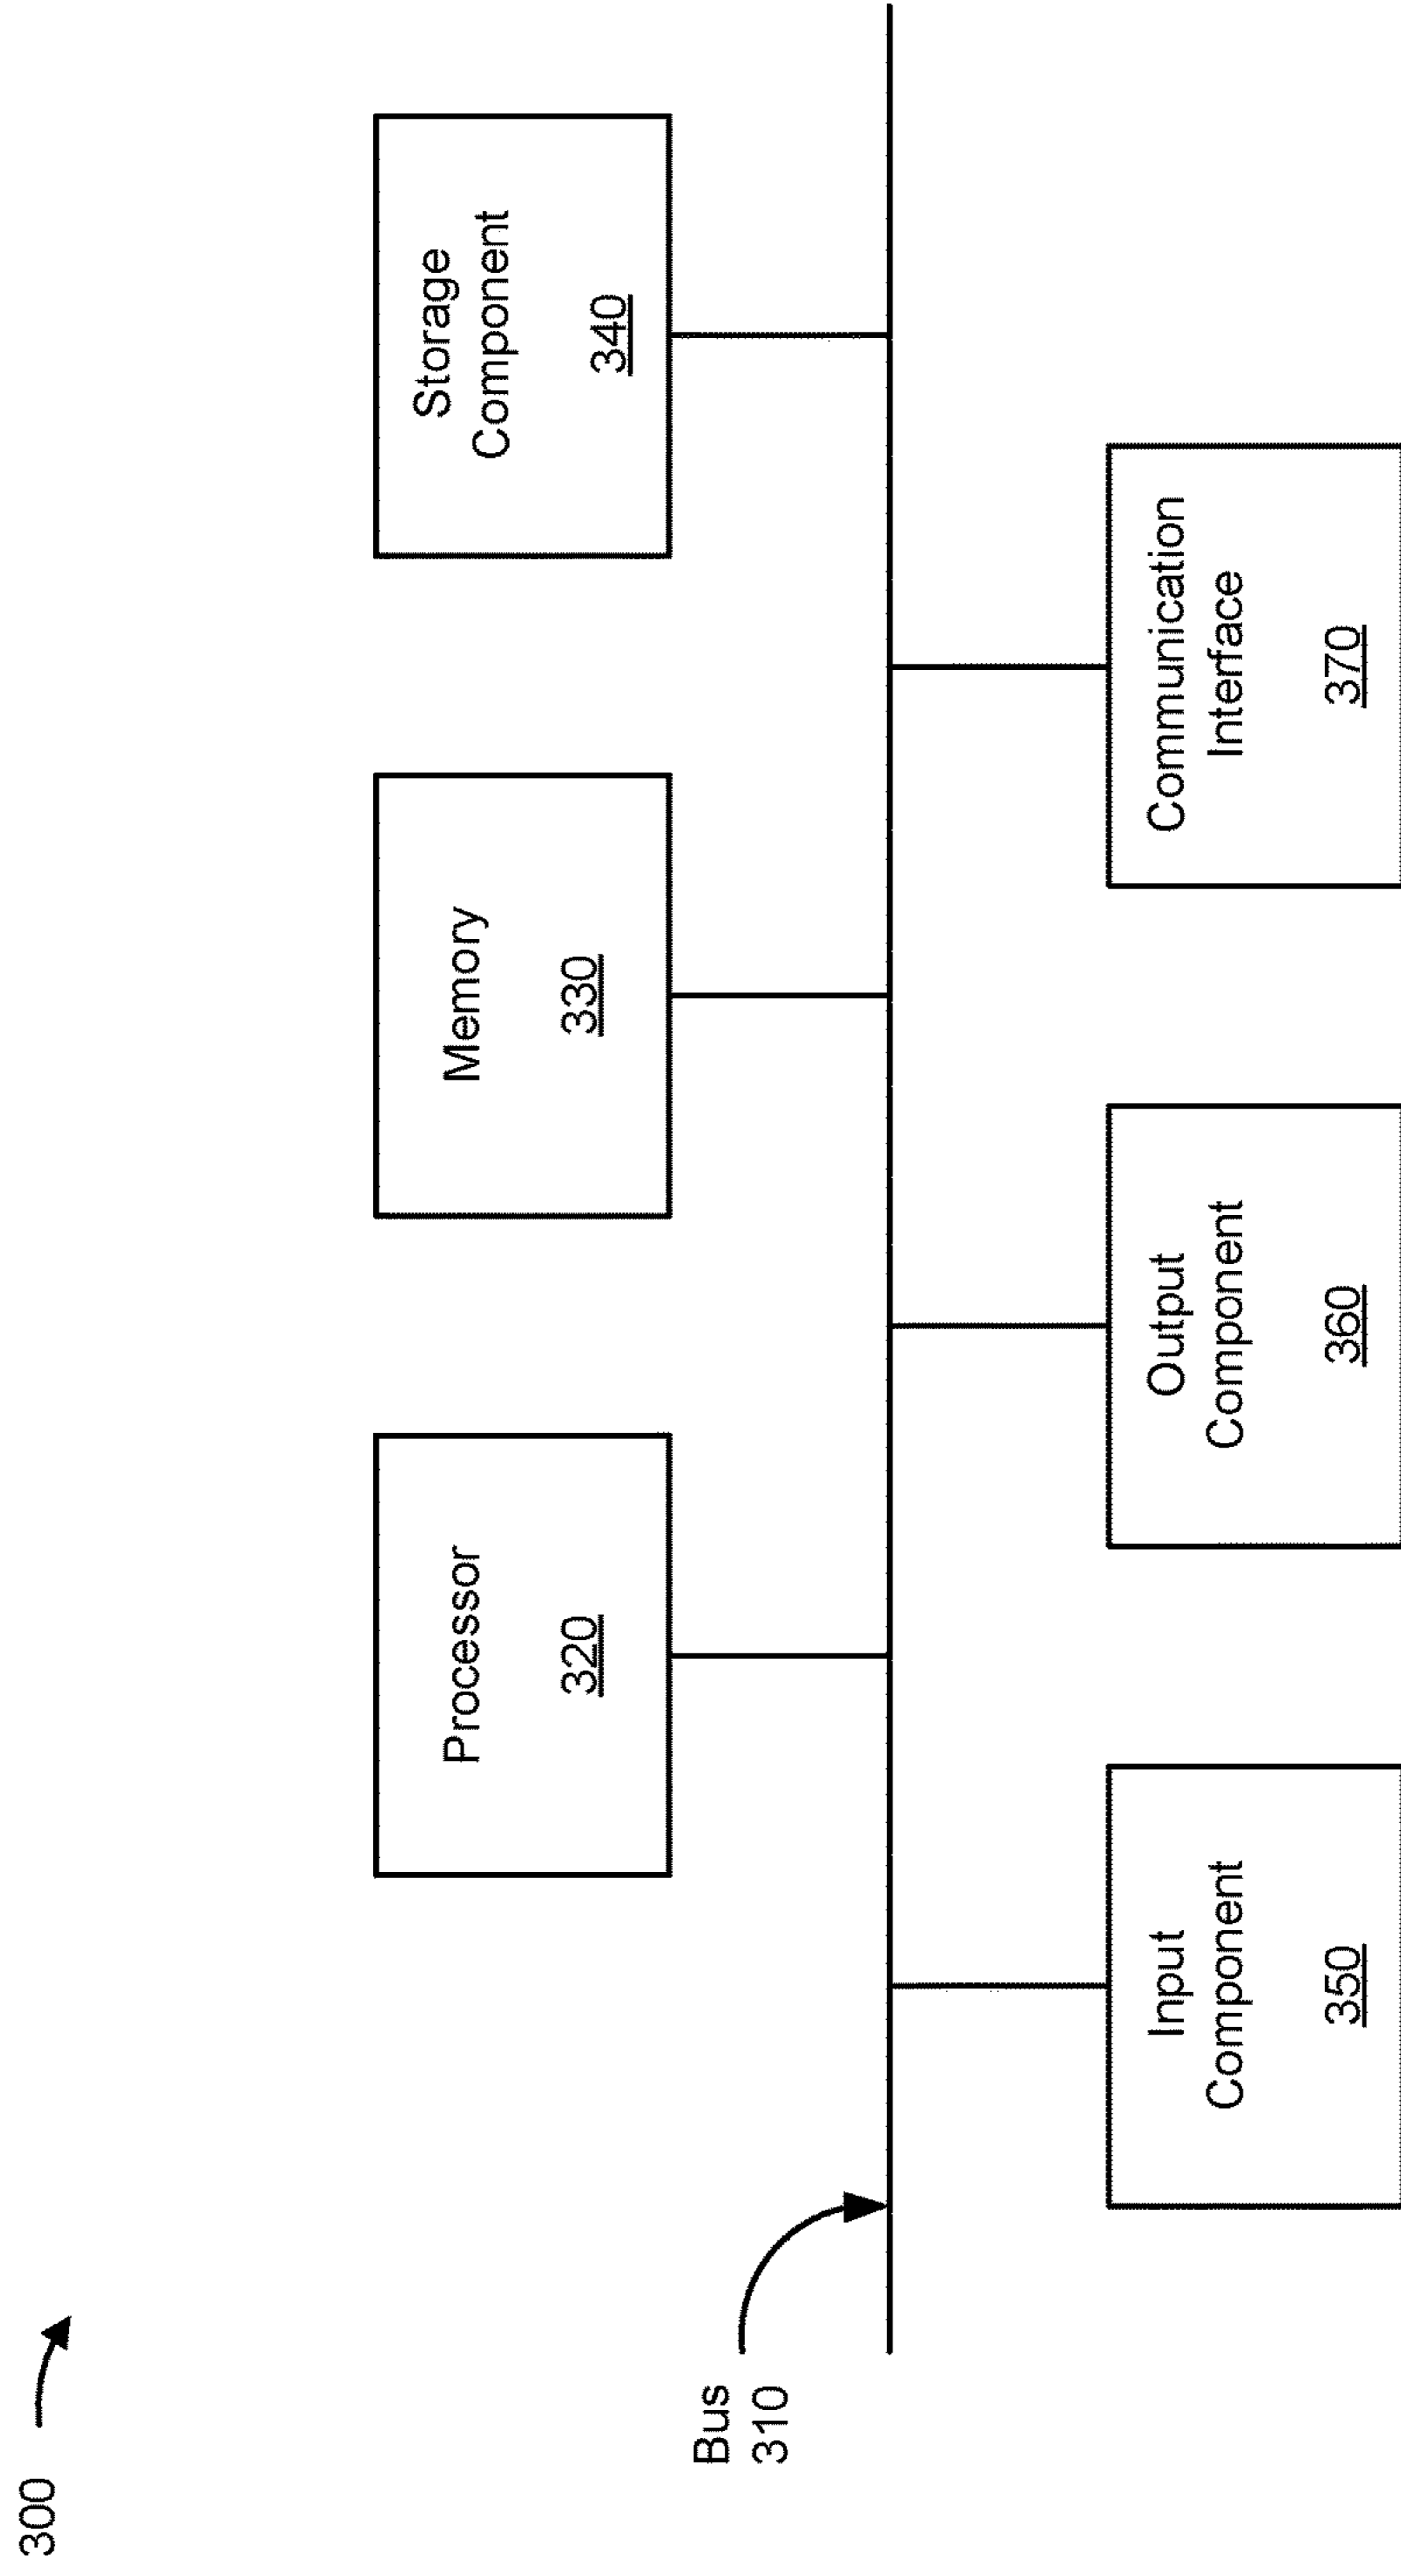 300
Processor
320
Memory
330
Storage
Component
340
Bus
310
Input
Component
350
Output
Component
360
Communication
Interface
370